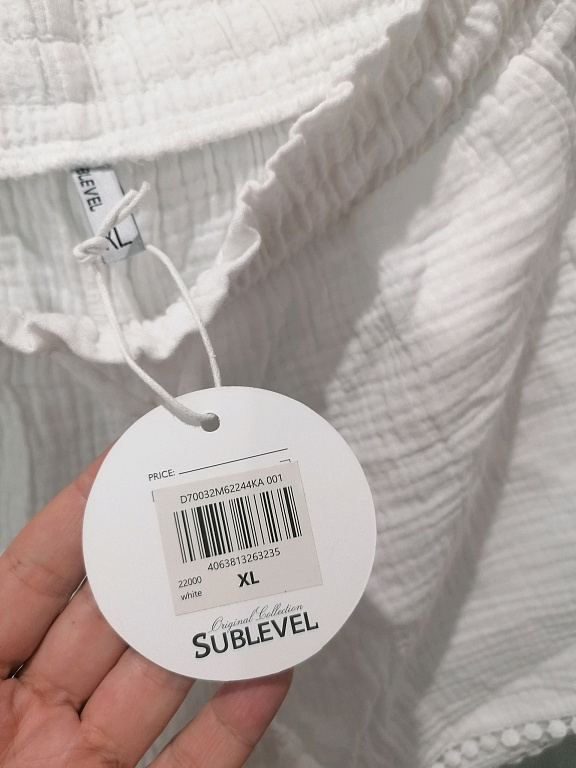 SUBLEVEL
XL
PRICE:
D70032M62244KA 001
4063813263235
22000
white
XL
Original Collection
SUBLEVEL